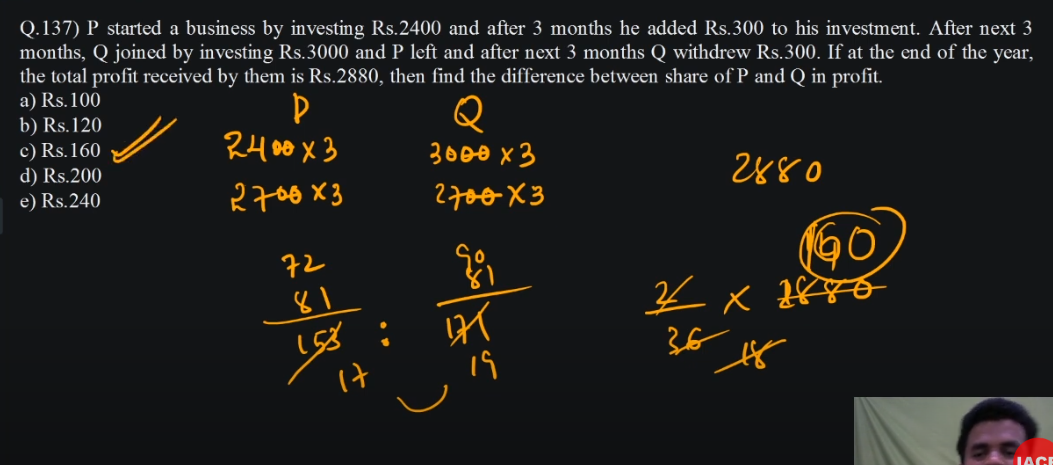 Q.137) P started a business by investing Rs.2400 and after 3 months he added Rs.300 to his investment. After next 3
months, Q joined by investing Rs.3000 and P left and after next 3 months Q withdrew Rs.300. If at the end of the year,
the total profit received by them is Rs.2880, then find the difference between share of P and Q in profit.
a) Rs.100
b) Rs.120
c) Rs.160
d) Rs.200
e) Rs.240
P Q
2400 x 3 3000 x 3
2700 x 3 2700 x 3
2880
72 90
81 81
153 : 171
17 19
2 x 2880
36 18
160
IACE